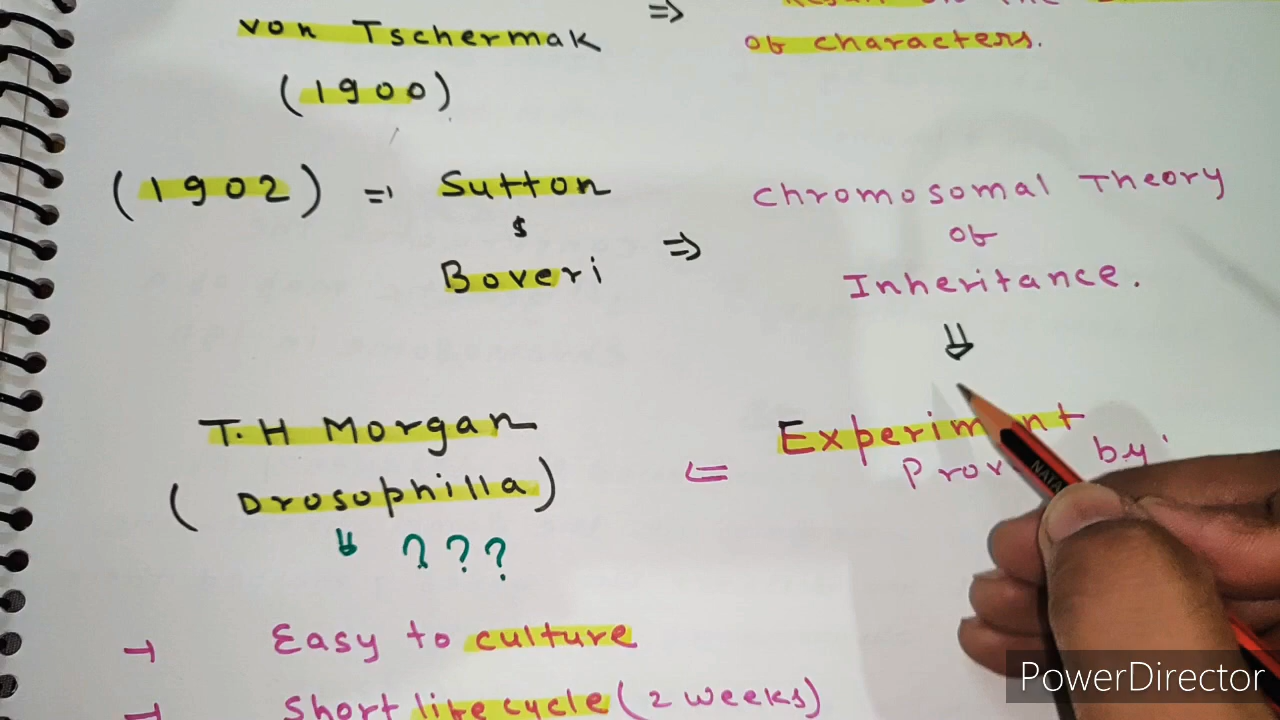 von Tschermak ⇒
of characters.
(1900)
(1902) ⇒ Sutton
$
Boveri ⇒ Chromosomal Theory
of
Inheritance.
⇓
T.H Morgan ⇐ Experiment
by
(Drosophilla)
⇓ ???
→ Easy to culture
→ Short life cycle (2 weeks)
NATA
PowerDirector